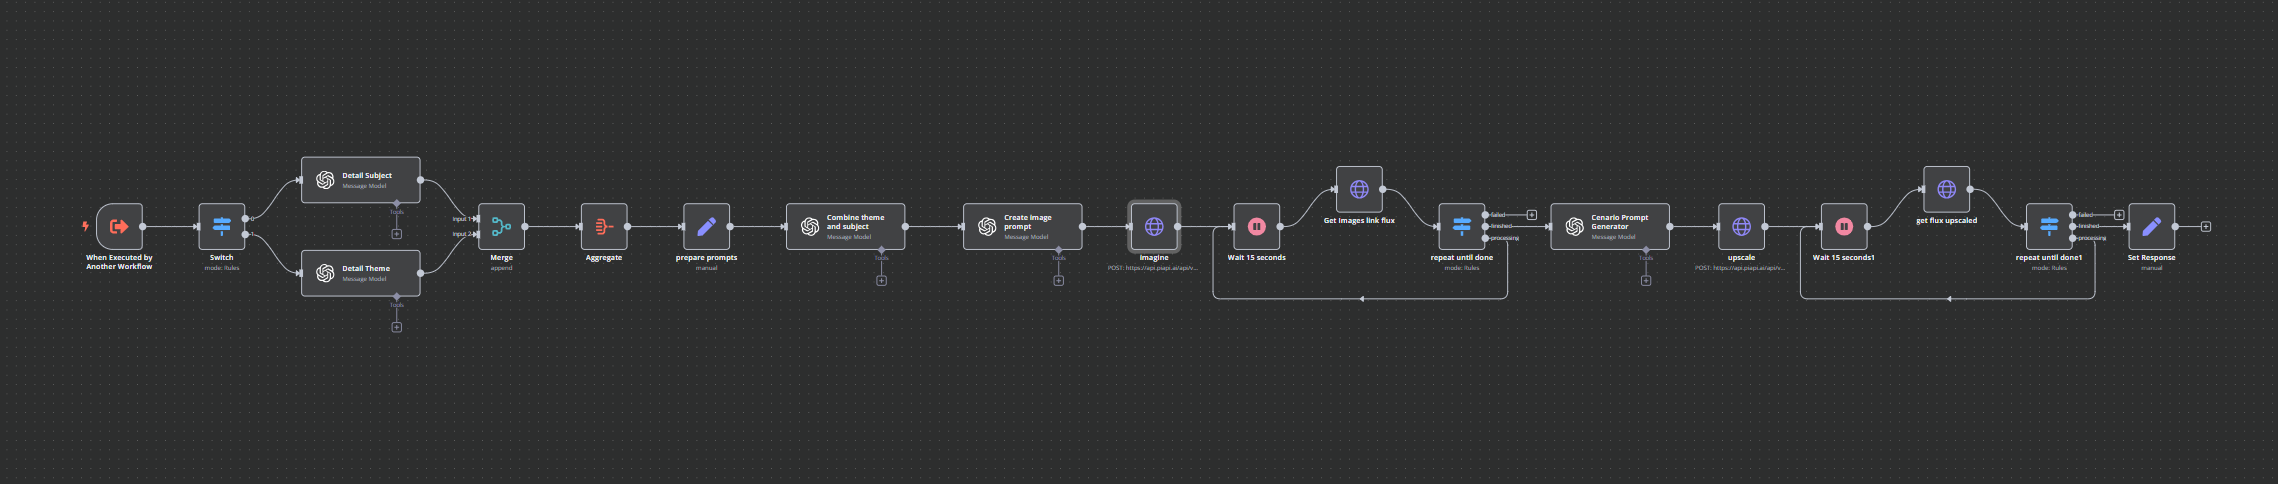 When Executed by
Another Workflow
Switch
mode: Rules
0
1
Detail Subject
Message Model
Tools
Detail Theme
Message Model
Tools
Input 1
Input 2
Merge
append
Aggregate
prepare prompts
manual
Combine theme
and subject
Message Model
Tools
Create image
prompt
Message Model
Tools
imagine
POST: https://api.piapi.ai/api/v...
Wait 15 seconds
Get images link flux
repeat until done
mode: Rules
failed
finished
processing
Cenario Prompt
Generator
Message Model
Tools
upscale
POST: https://api.piapi.ai/api/v...
Wait 15 seconds1
get flux upscaled
repeat until done1
mode: Rules
failed
finished
processing
Set Response
manual